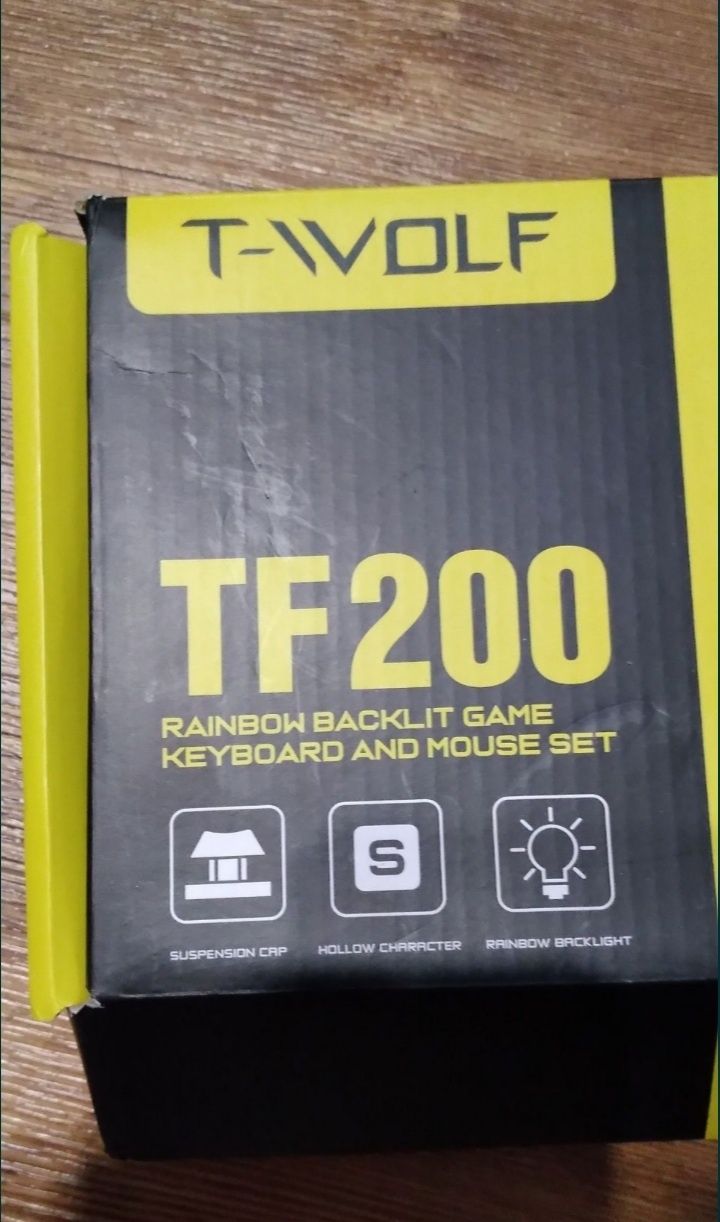 T-WOLF
TF200
RAINBOW BACKLIT GAME
KEYBOARD AND MOUSE SET
S
SUSPENSION CAP
HOLLOW CHARACTER
RAINBOW BACKLIGHT